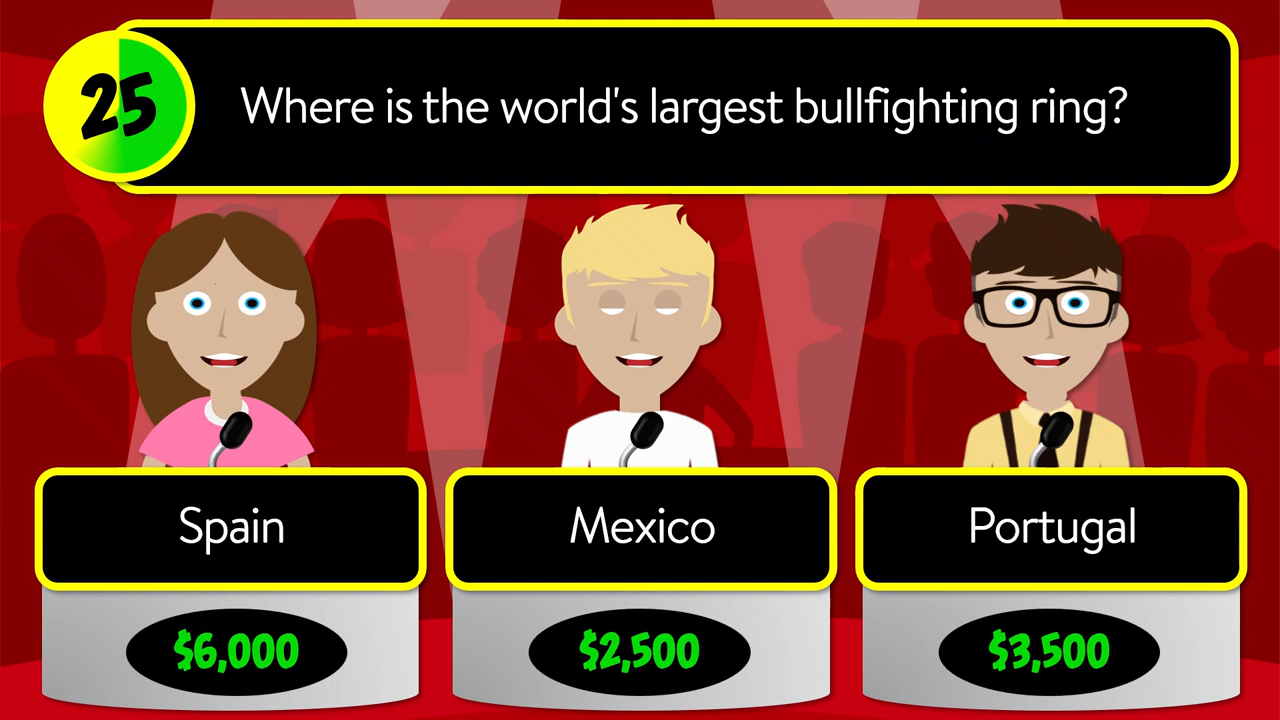 25
Where is the world's largest bullfighting ring?
Spain
Mexico
Portugal
$6,000
$2,500
$3,500